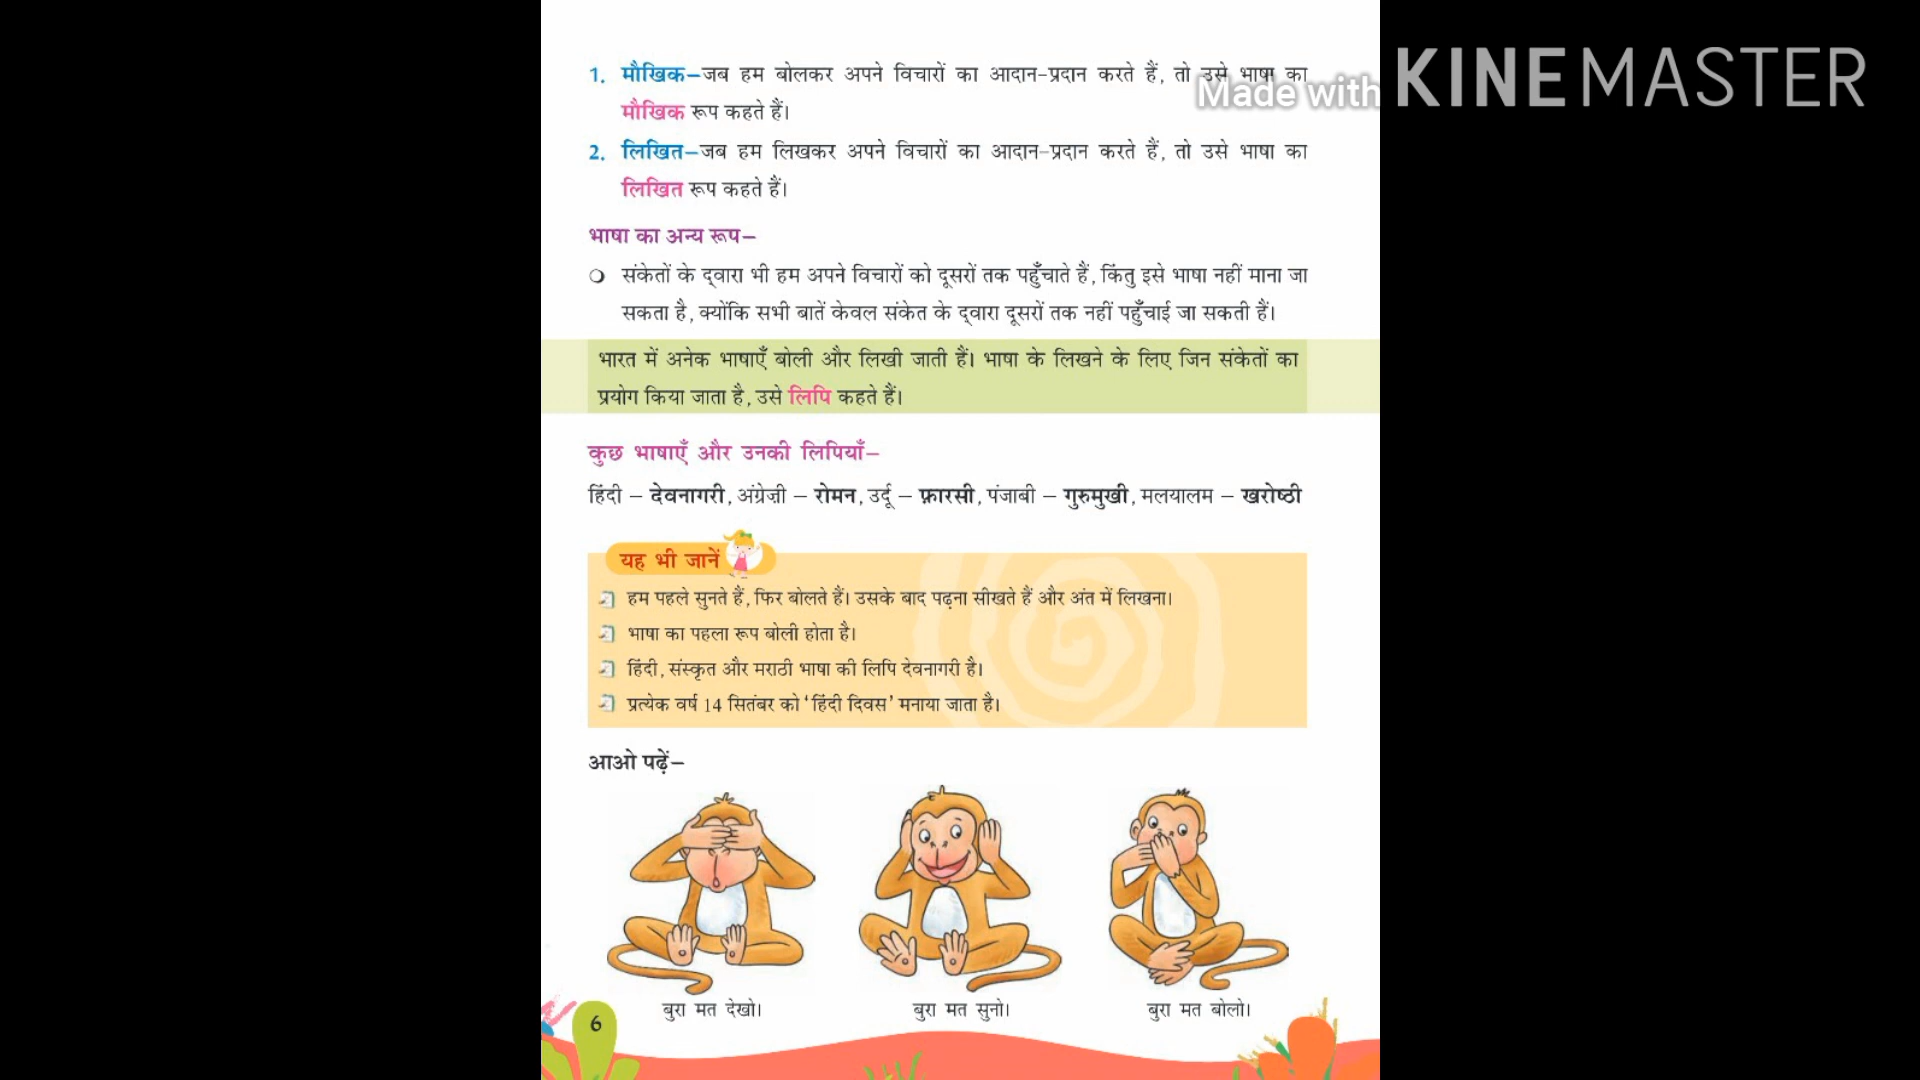 1. मौखिक–जब हम बोलकर अपने विचारों का आदान-प्रदान करते हैं, तो उसे भाषा का
मौखिक रूप कहते हैं।
Made with KINEMASTER
2. लिखित–जब हम लिखकर अपने विचारों का आदान-प्रदान करते हैं, तो उसे भाषा का
लिखित रूप कहते हैं।
भाषा का अन्य रूप–
संकेतों के द्‌वारा भी हम अपने विचारों को दूसरों तक पहुँचाते हैं, किंतु इसे भाषा नहीं माना जा
सकता है, क्योंकि सभी बातें केवल संकेत के द्‌वारा दूसरों तक नहीं पहुँचाई जा सकती हैं।
भारत में अनेक भाषाएँ बोली और लिखी जाती हैं। भाषा के लिखने के लिए जिन संकेतों का
प्रयोग किया जाता है, उसे लिपि कहते हैं।
कुछ भाषाएँ और उनकी लिपियाँ–
हिंदी – देवनागरी, अंग्रेज़ी – रोमन, उर्दू – फ़ारसी, पंजाबी – गुरुमुखी, मलयालम – खरोष्ठी
यह भी जानें
हम पहले सुनते हैं, फिर बोलते हैं। उसके बाद पढ़ना सीखते हैं और अंत में लिखना।
भाषा का पहला रूप बोली होता है।
हिंदी, संस्कृत और मराठी भाषा की लिपि देवनागरी है।
प्रत्येक वर्ष 14 सितंबर को ‘हिंदी दिवस’ मनाया जाता है।
आओ पढ़ें–
बुरा मत देखो। बुरा मत सुनो। बुरा मत बोलो।
6